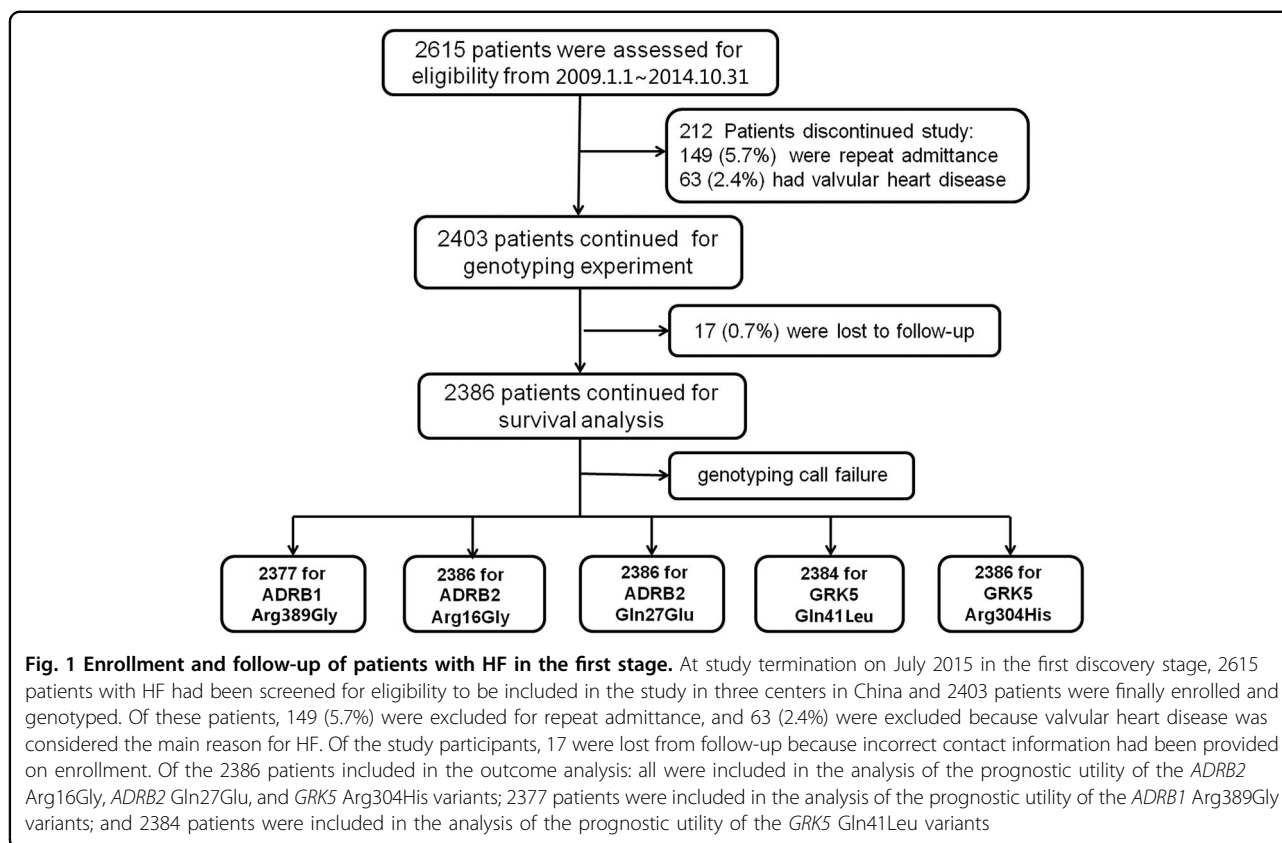 2615 patients were assessed for
eligibility from 2009.1.1~2014.10.31
212 Patients discontinued study:
149 (5.7%) were repeat admittance
63 (2.4%) had valvular heart disease
2403 patients continued for
genotyping experiment
17 (0.7%) were lost to follow-up
2386 patients continued for
survival analysis
genotyping call failure
2377 for
ADRB1
Arg389Gly
2386 for
ADRB2
Arg16Gly
2386 for
ADRB2
Gln27Glu
2384 for
GRK5
Gln41Leu
2386 for
GRK5
Arg304His
Fig. 1 Enrollment and follow-up of patients with HF in the first stage. At study termination on July 2015 in the first discovery stage, 2615
patients with HF had been screened for eligibility to be included in the study in three centers in China and 2403 patients were finally enrolled and
genotyped. Of these patients, 149 (5.7%) were excluded for repeat admittance, and 63 (2.4%) were excluded because valvular heart disease was
considered the main reason for HF. Of the study participants, 17 were lost from follow-up because incorrect contact information had been provided
on enrollment. Of the 2386 patients included in the outcome analysis: all were included in the analysis of the prognostic utility of the ADRB2
Arg16Gly, ADRB2 Gln27Glu, and GRK5 Arg304His variants; 2377 patients were included in the analysis of the prognostic utility of the ADRB1 Arg389Gly
variants; and 2384 patients were included in the analysis of the prognostic utility of the GRK5 Gln41Leu variants